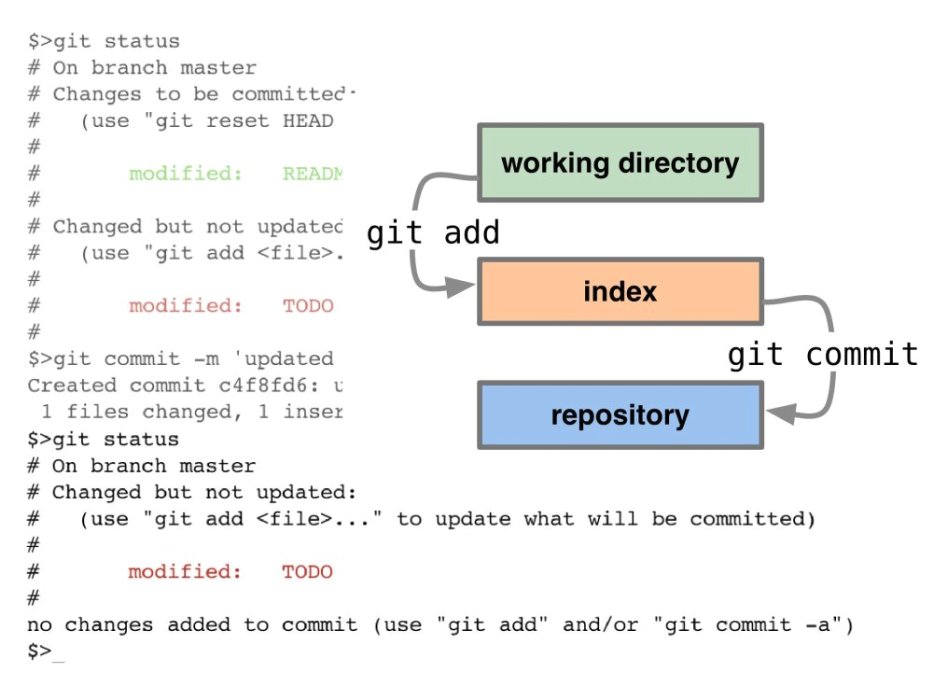 $>git status
# On branch master
# Changes to be committed:
#   (use "git reset HEAD
#
#       modified:   README
#
# Changed but not updated
#   (use "git add <file>.
#
#       modified:   TODO
#
$>git commit -m 'updated
Created commit c4f8fd6: u
 1 files changed, 1 inser
$>git status
# On branch master
# Changed but not updated:
#   (use "git add <file>..." to update what will be committed)
#
#       modified:   TODO
#
no changes added to commit (use "git add" and/or "git commit -a")
$>_
working directory
git add
index
git commit
repository